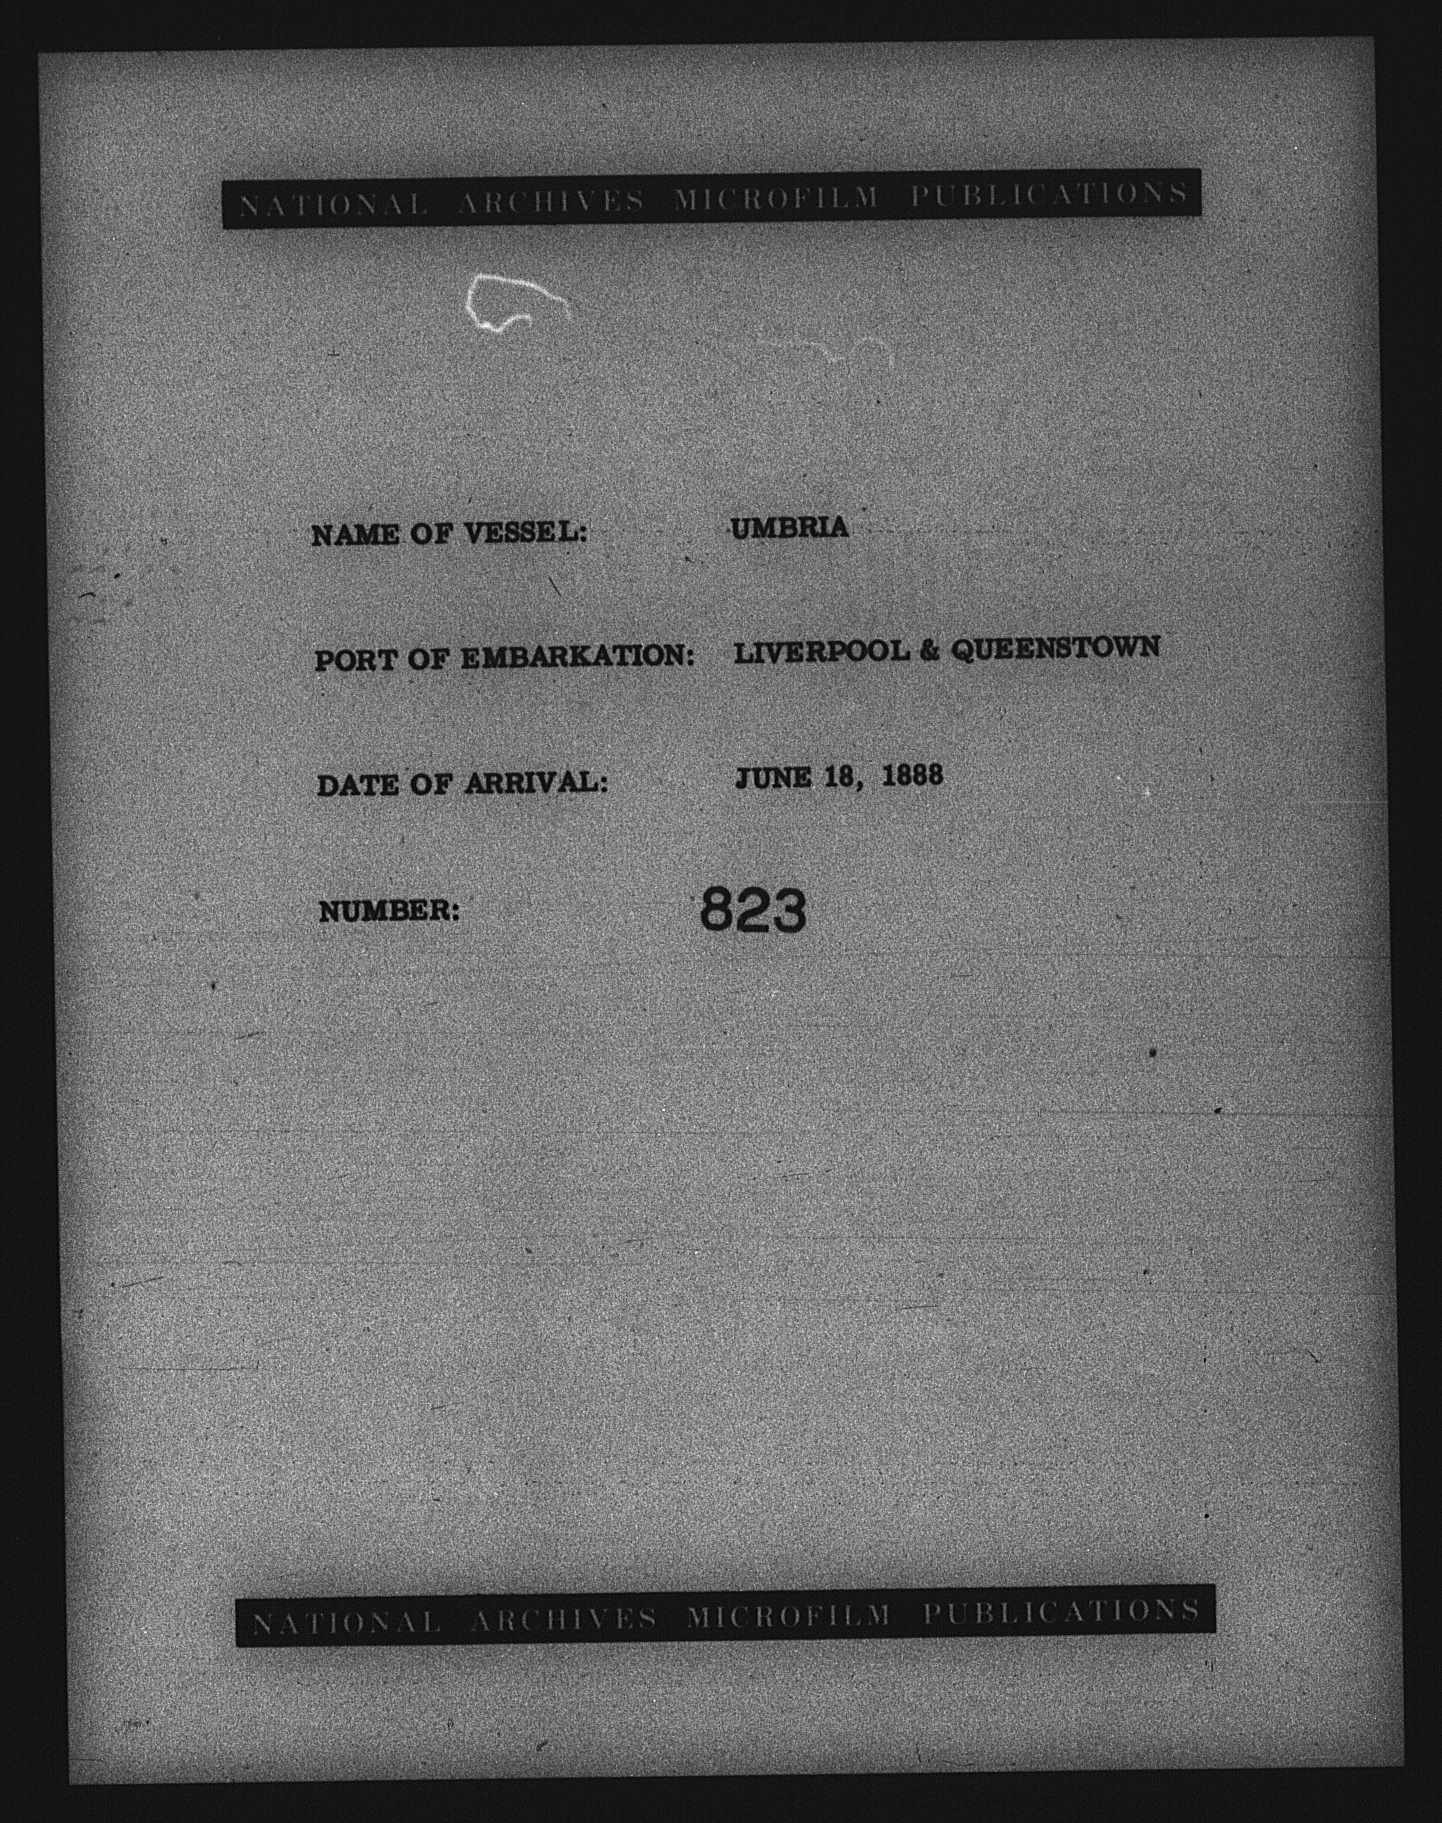 NATIONAL ARCHIVES MICROFILM PUBLICATIONS
NAME OF VESSEL: UMBRIA
PORT OF EMBARKATION: LIVERPOOL & QUEENSTOWN
DATE OF ARRIVAL: JUNE 18, 1888
NUMBER: 823
NATIONAL ARCHIVES MICROFILM PUBLICATIONS